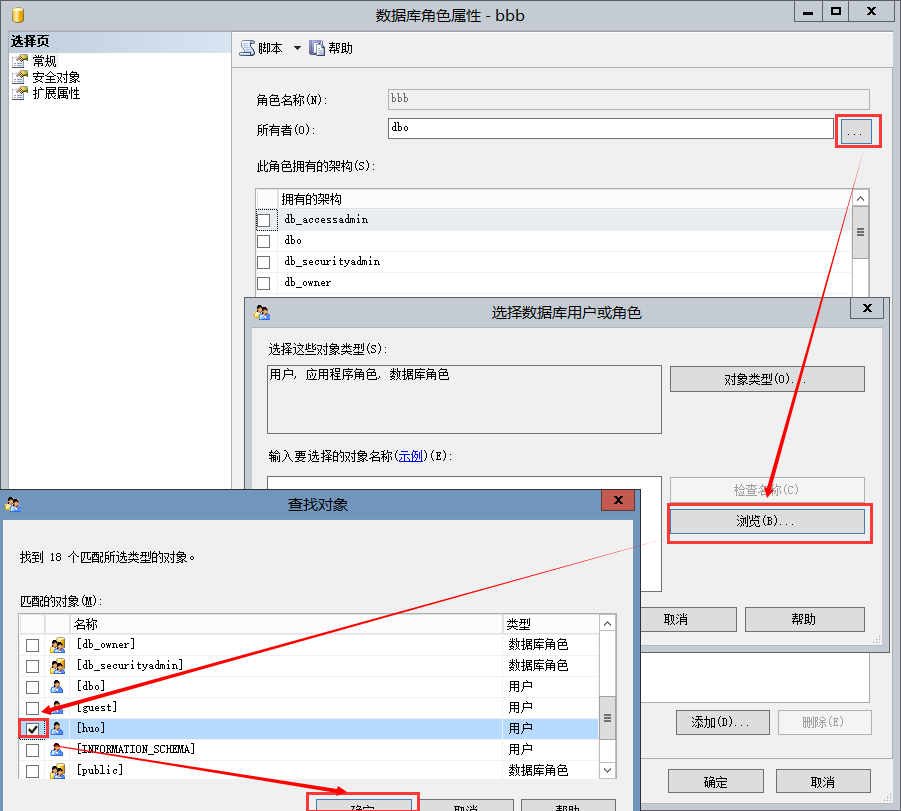 数据库角色属性 - bbb
选择页
常规
安全对象
扩展属性
脚本 帮助
角色名称(N): bbb
所有者(O): dbo ...
此角色拥有的架构(S):
拥有的架构
db_accessadmin
dbo
db_securityadmin
db_owner
选择数据库用户或角色
选择这些对象类型(S):
用户, 应用程序角色, 数据库角色
对象类型(O)...
输入要选择的对象名称(示例)(E):
检查名称(C)
浏览(B)...
取消 帮助
查找对象
找到 18 个匹配所选类型的对象。
匹配的对象(M):
名称 类型
[db_owner] 数据库角色
[db_securityadmin] 数据库角色
[dbo] 用户
[guest] 用户
[huo] 用户
[INFORMATION_SCHEMA] 用户
[public] 数据库角色
确定 取消 帮助
添加(D)... 删除(E)
确定 取消